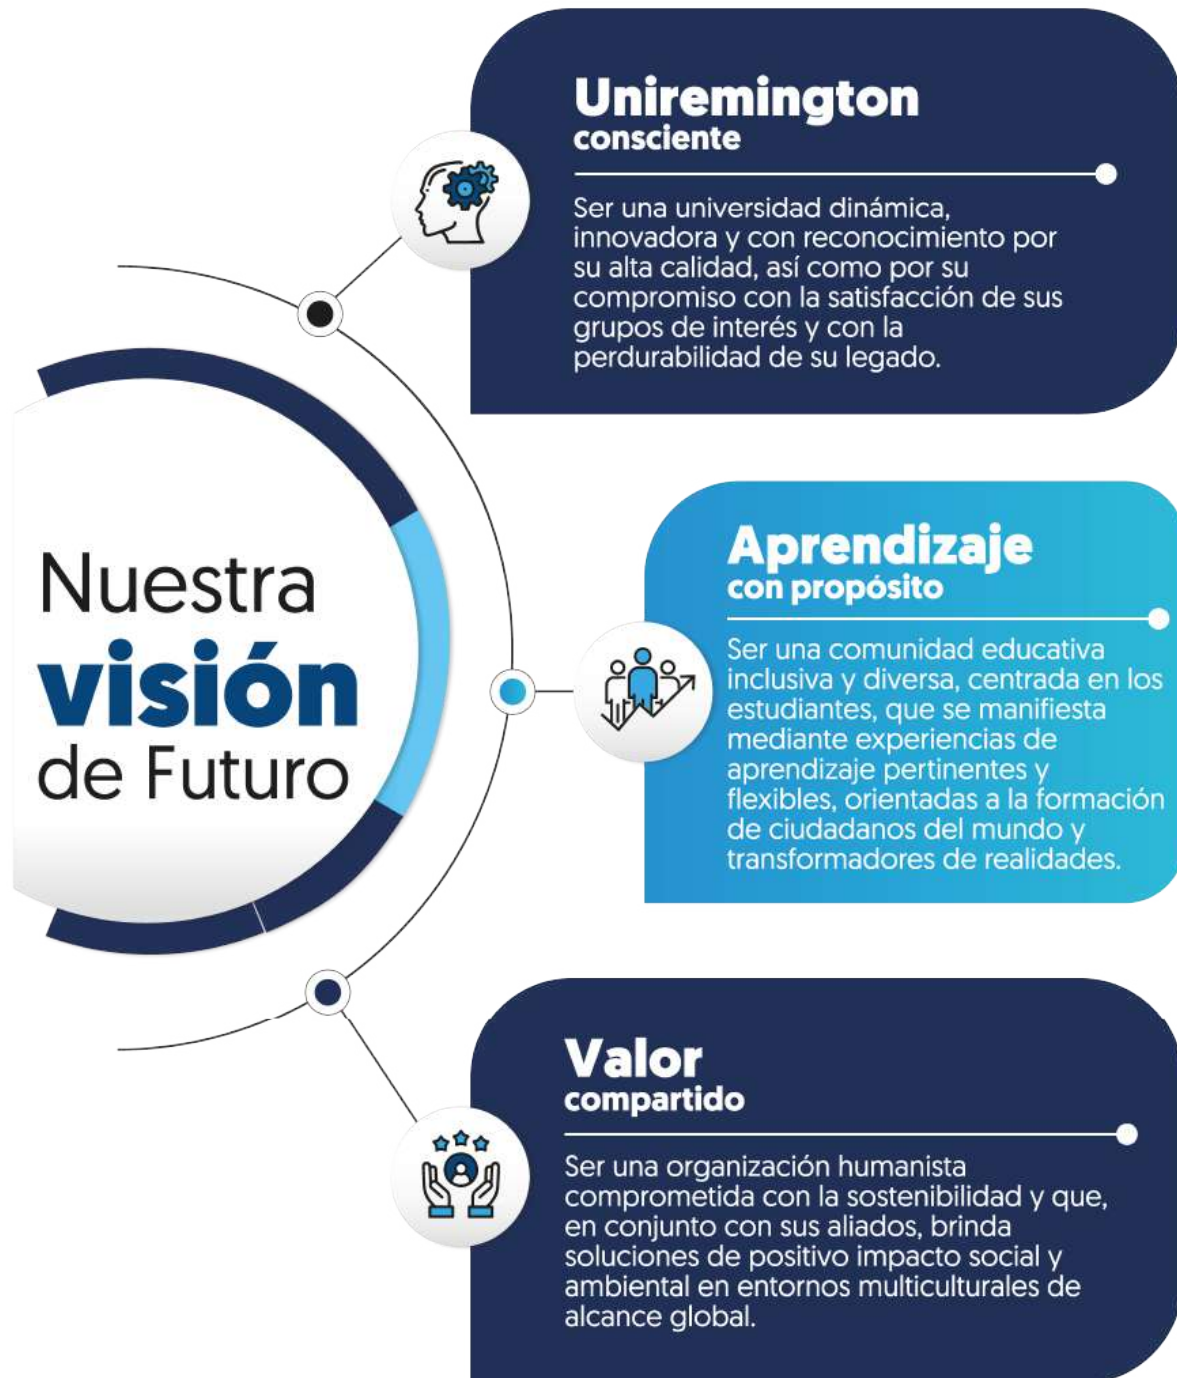 Nuestra
visión
de Futuro
Uniremington
consciente
Ser una universidad dinámica,
innovadora y con reconocimiento por
su alta calidad, así como por su
compromiso con la satisfacción de sus
grupos de interés y con la
perdurabilidad de su legado.
Aprendizaje
con propósito
Ser una comunidad educativa
inclusiva y diversa, centrada en los
estudiantes, que se manifiesta
mediante experiencias de
aprendizaje pertinentes y
flexibles, orientadas a la formación
de ciudadanos del mundo y
transformadores de realidades.
Valor
compartido
Ser una organización humanista
comprometida con la sostenibilidad y que,
en conjunto con sus aliados, brinda
soluciones de positivo impacto social y
ambiental en entornos multiculturales de
alcance global.